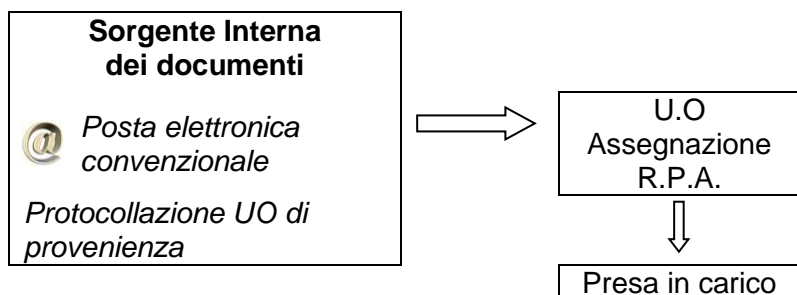 Sorgente Interna
dei documenti
@ Posta elettronica
convenzionale
Protocollazione UO di
provenienza
U.O
Assegnazione
R.P.A.
Presa in carico